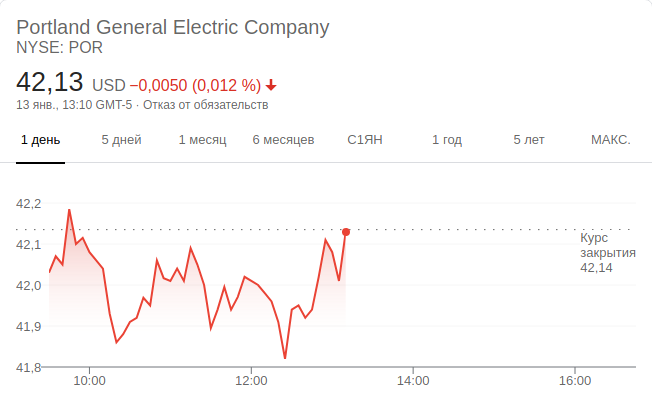 Portland General Electric Company
NYSE: POR
42,13 USD −0,0050 (0,012 %)
13 янв., 13:10 GMT-5 · Отказ от обязательств
1 день 5 дней 1 месяц 6 месяцев С1ЯН 1 год 5 лет МАКС.
42,2
42,1
42,0
41,9
41,8
Курс
закрытия
42,14
10:00 12:00 14:00 16:00